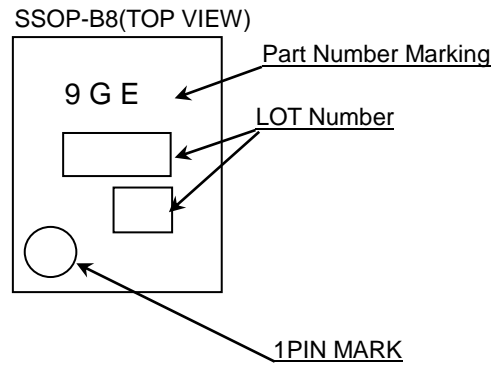 SSOP-B8(TOP VIEW)
Part Number Marking
9 G E
LOT Number
1PIN MARK